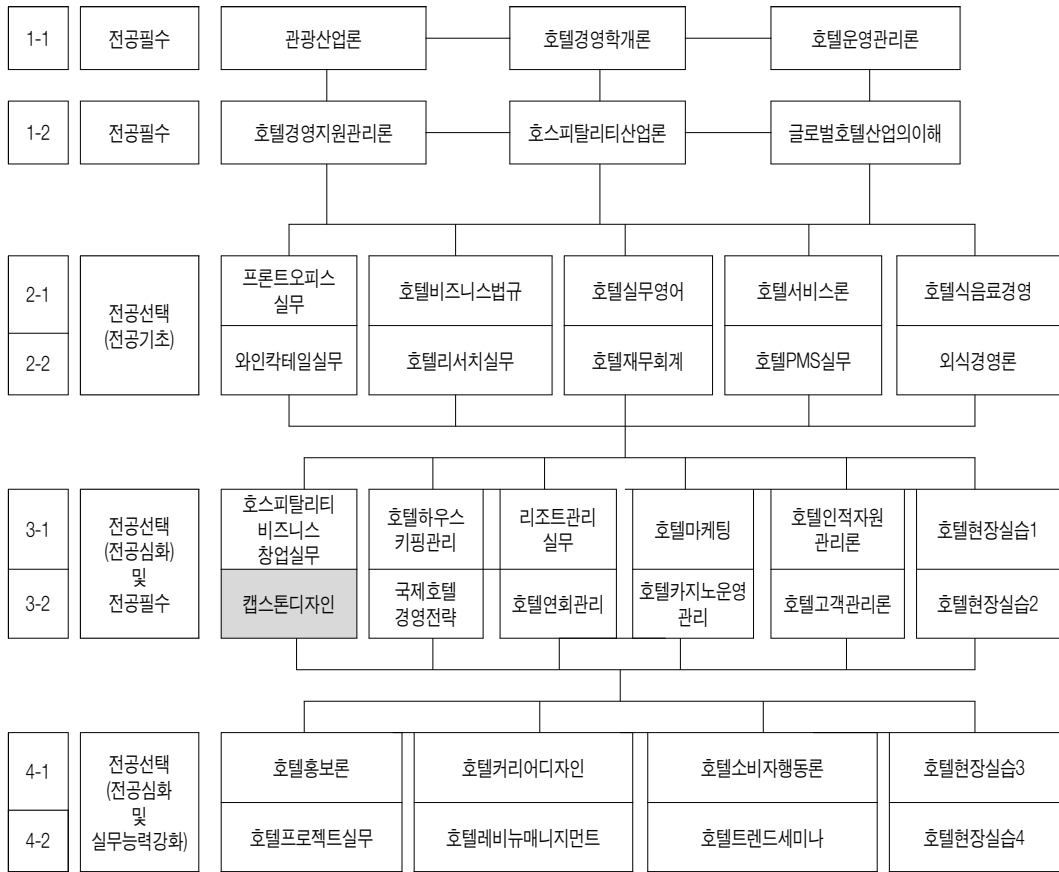 1-1
전공필수
관광산업론
호텔경영학개론
호텔운영관리론
1-2
전공필수
호텔경영지원관리론
호스피탈리티산업론
글로벌호텔산업의이해
2-1
2-2
전공선택
(전공기초)
프론트오피스
실무
호텔비즈니스법규
호텔실무영어
호텔서비스론
호텔식음료경영
와인칵테일실무
호텔리서치실무
호텔재무회계
호텔PMS실무
외식경영론
3-1
3-2
전공선택
(전공심화)
및
전공필수
호스피탈리티
비즈니스
창업실무
호텔하우스
키핑관리
리조트관리
실무
호텔마케팅
호텔인적자원
관리론
호텔현장실습1
캡스톤디자인
국제호텔
경영전략
호텔연회관리
호텔카지노운영
관리
호텔고객관리론
호텔현장실습2
4-1
4-2
전공선택
(전공심화
및
실무능력강화)
호텔홍보론
호텔커리어디자인
호텔소비자행동론
호텔현장실습3
호텔프로젝트실무
호텔레비뉴매니지먼트
호텔트렌드세미나
호텔현장실습4